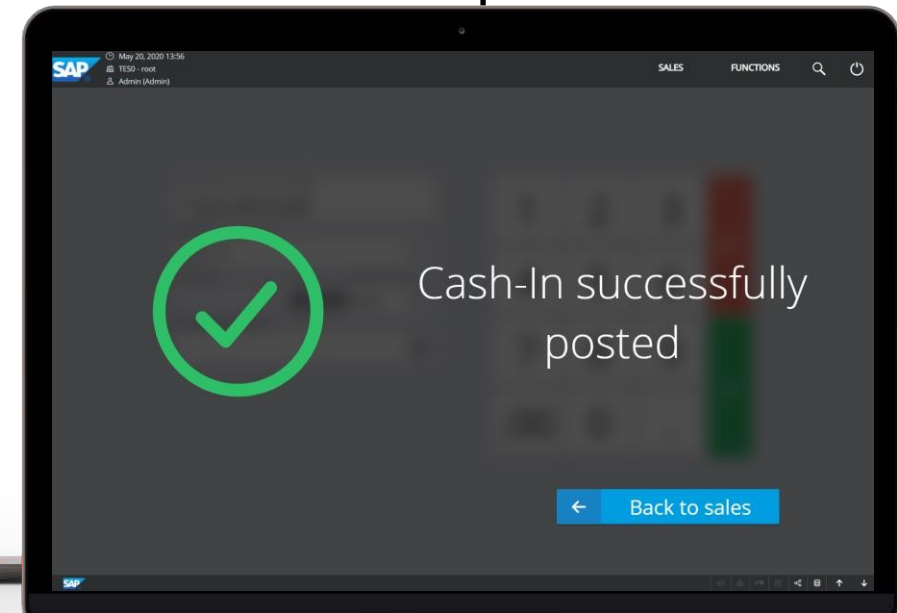 SAP
May 20, 2020 13:56
TES0 - root
Admin (Admin)
SALES
FUNCTIONS
Cash-In successfully
posted
Back to sales
SAP